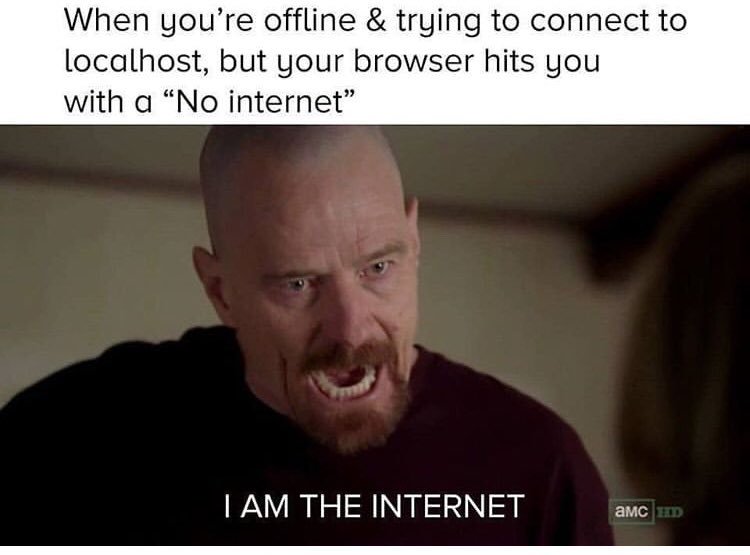 When you're offline & trying to connect to
localhost, but your browser hits you
with a “No internet”
I AM THE INTERNET
amc HD